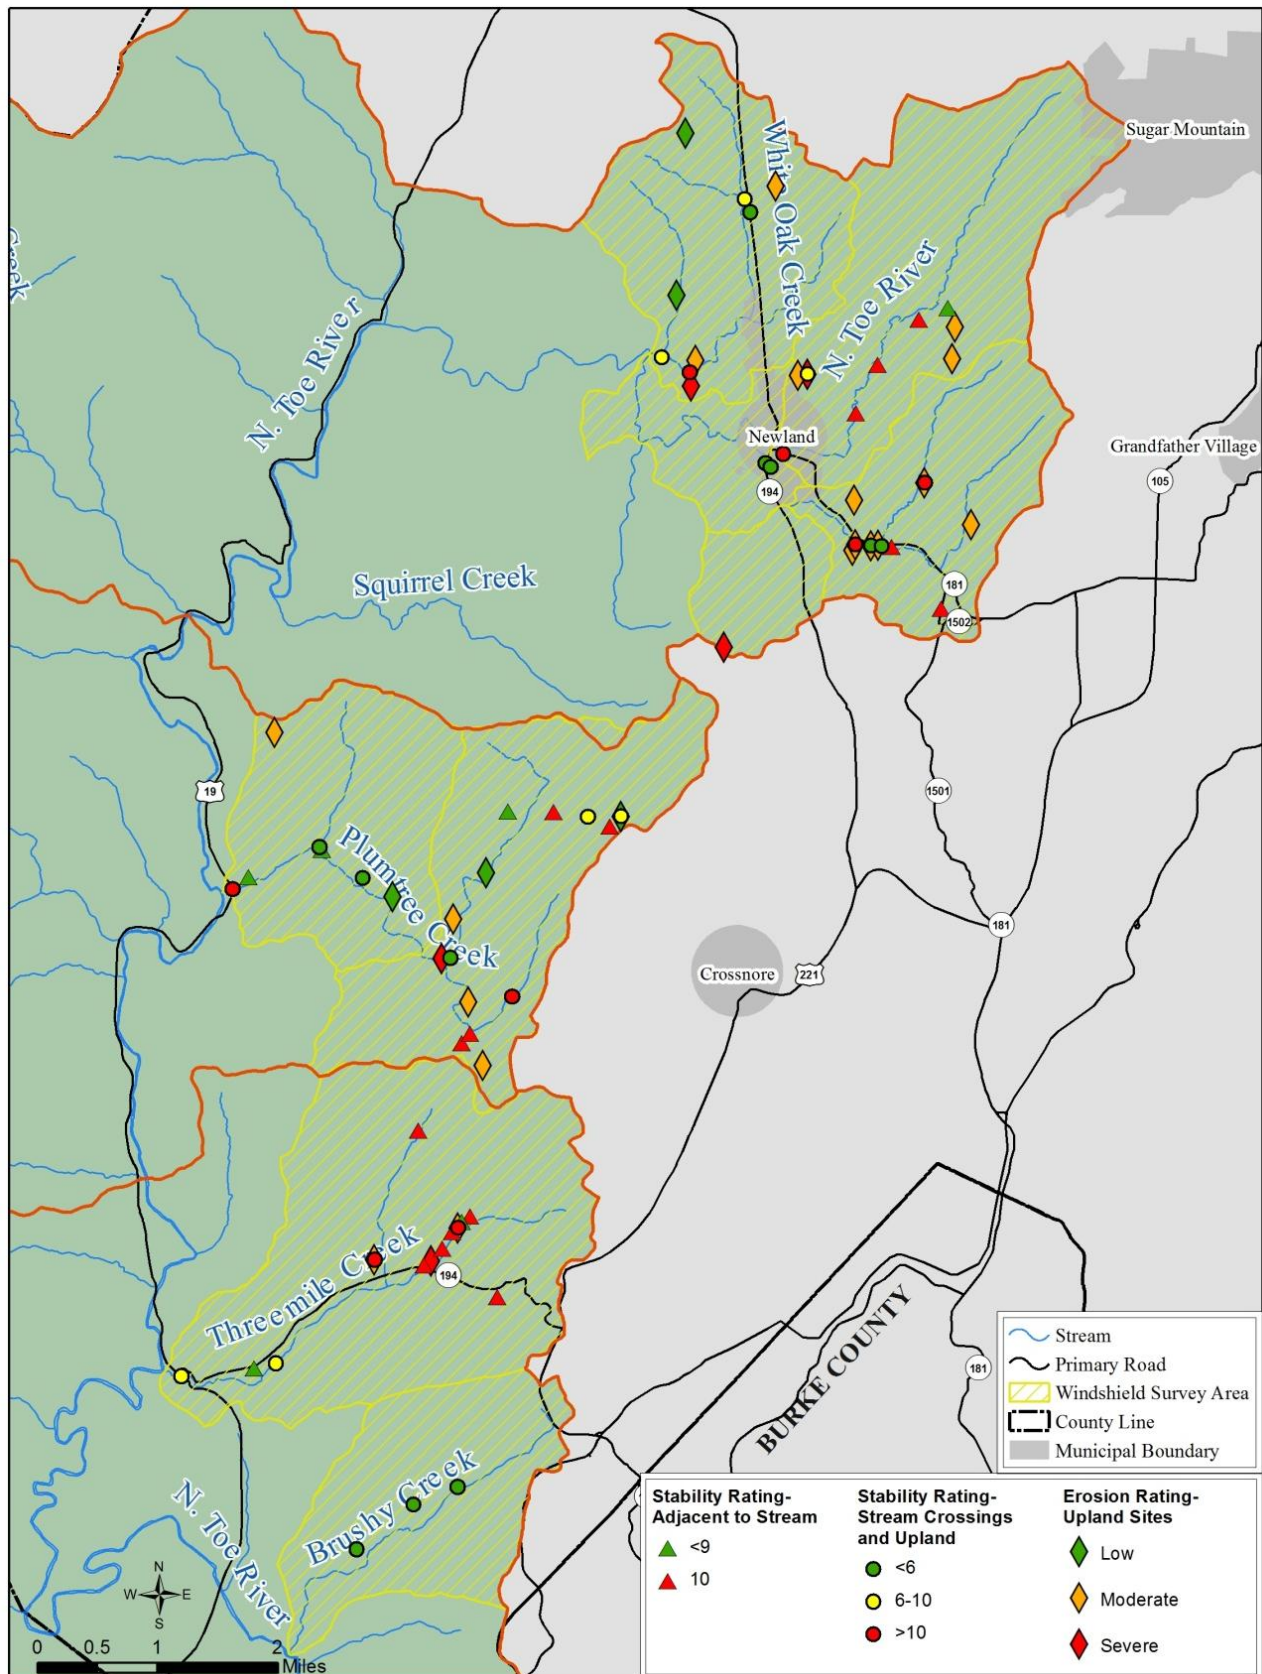 Sugar Mountain
White Oak Creek
N. Toe River
Creek
N. Toe River
Newland
Grandfather Village
105
194
Squirrel Creek
181
1502
19
1501
Plumtree Creek
181
Crossnore
221
Threemile Creek
194
BURKE COUNTY
181
Brushy Creek
N. Toe River
Stream
Primary Road
Windshield Survey Area
County Line
Municipal Boundary
Stability Rating-
Adjacent to Stream
<9
10
Stability Rating-
Stream Crossings
and Upland
<6
6-10
>10
Erosion Rating-
Upland Sites
Low
Moderate
Severe
N
W E
S
0 0.5 1 2
Miles